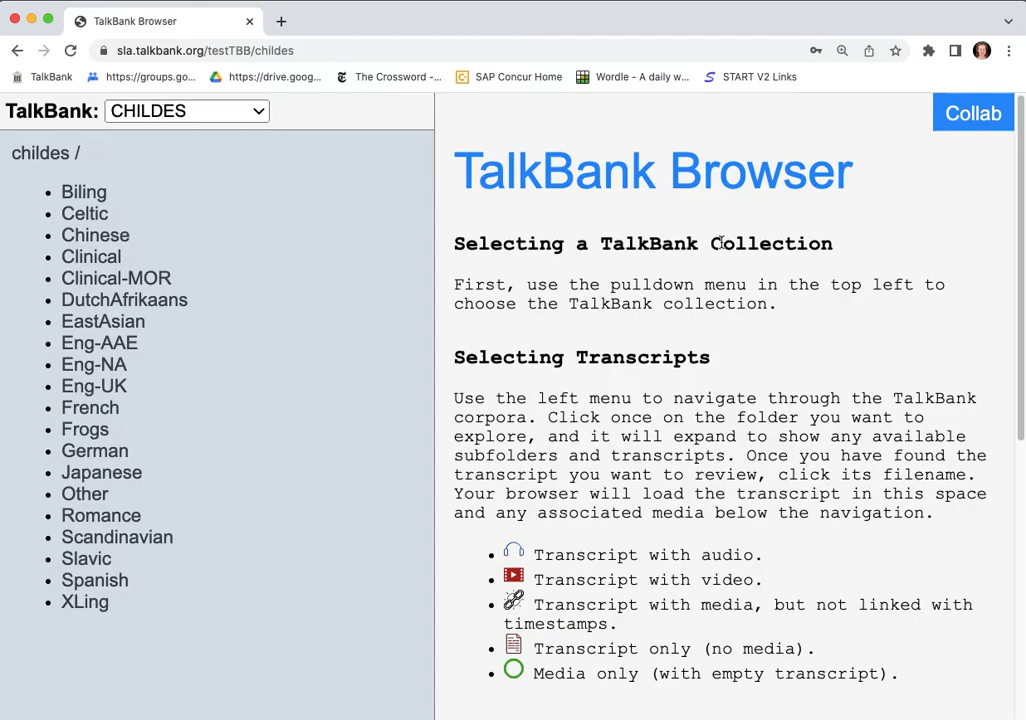 TalkBank Browser
sla.talkbank.org/testTBB/childes
TalkBank
https://groups.go...
https://drive.goog...
The Crossword -...
SAP Concur Home
Wordle - A daily w...
START V2 Links
TalkBank: CHILDES
Collab
childes /
Biling
Celtic
Chinese
Clinical
Clinical-MOR
DutchAfrikaans
EastAsian
Eng-AAE
Eng-NA
Eng-UK
French
Frogs
German
Japanese
Other
Romance
Scandinavian
Slavic
Spanish
XLing
TalkBank Browser
Selecting a TalkBank Collection
First, use the pulldown menu in the top left to
choose the TalkBank collection.
Selecting Transcripts
Use the left menu to navigate through the TalkBank
corpora. Click once on the folder you want to
explore, and it will expand to show any available
subfolders and transcripts. Once you have found the
transcript you want to review, click its filename.
Your browser will load the transcript in this space
and any associated media below the navigation.
Transcript with audio.
Transcript with video.
Transcript with media, but not linked with
timestamps.
Transcript only (no media).
Media only (with empty transcript).